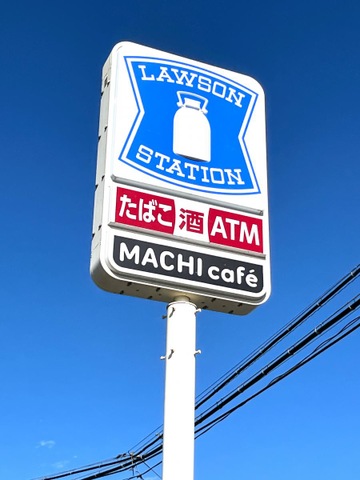 LAWSON
STATION
たばこ 酒 ATM
MACHI café